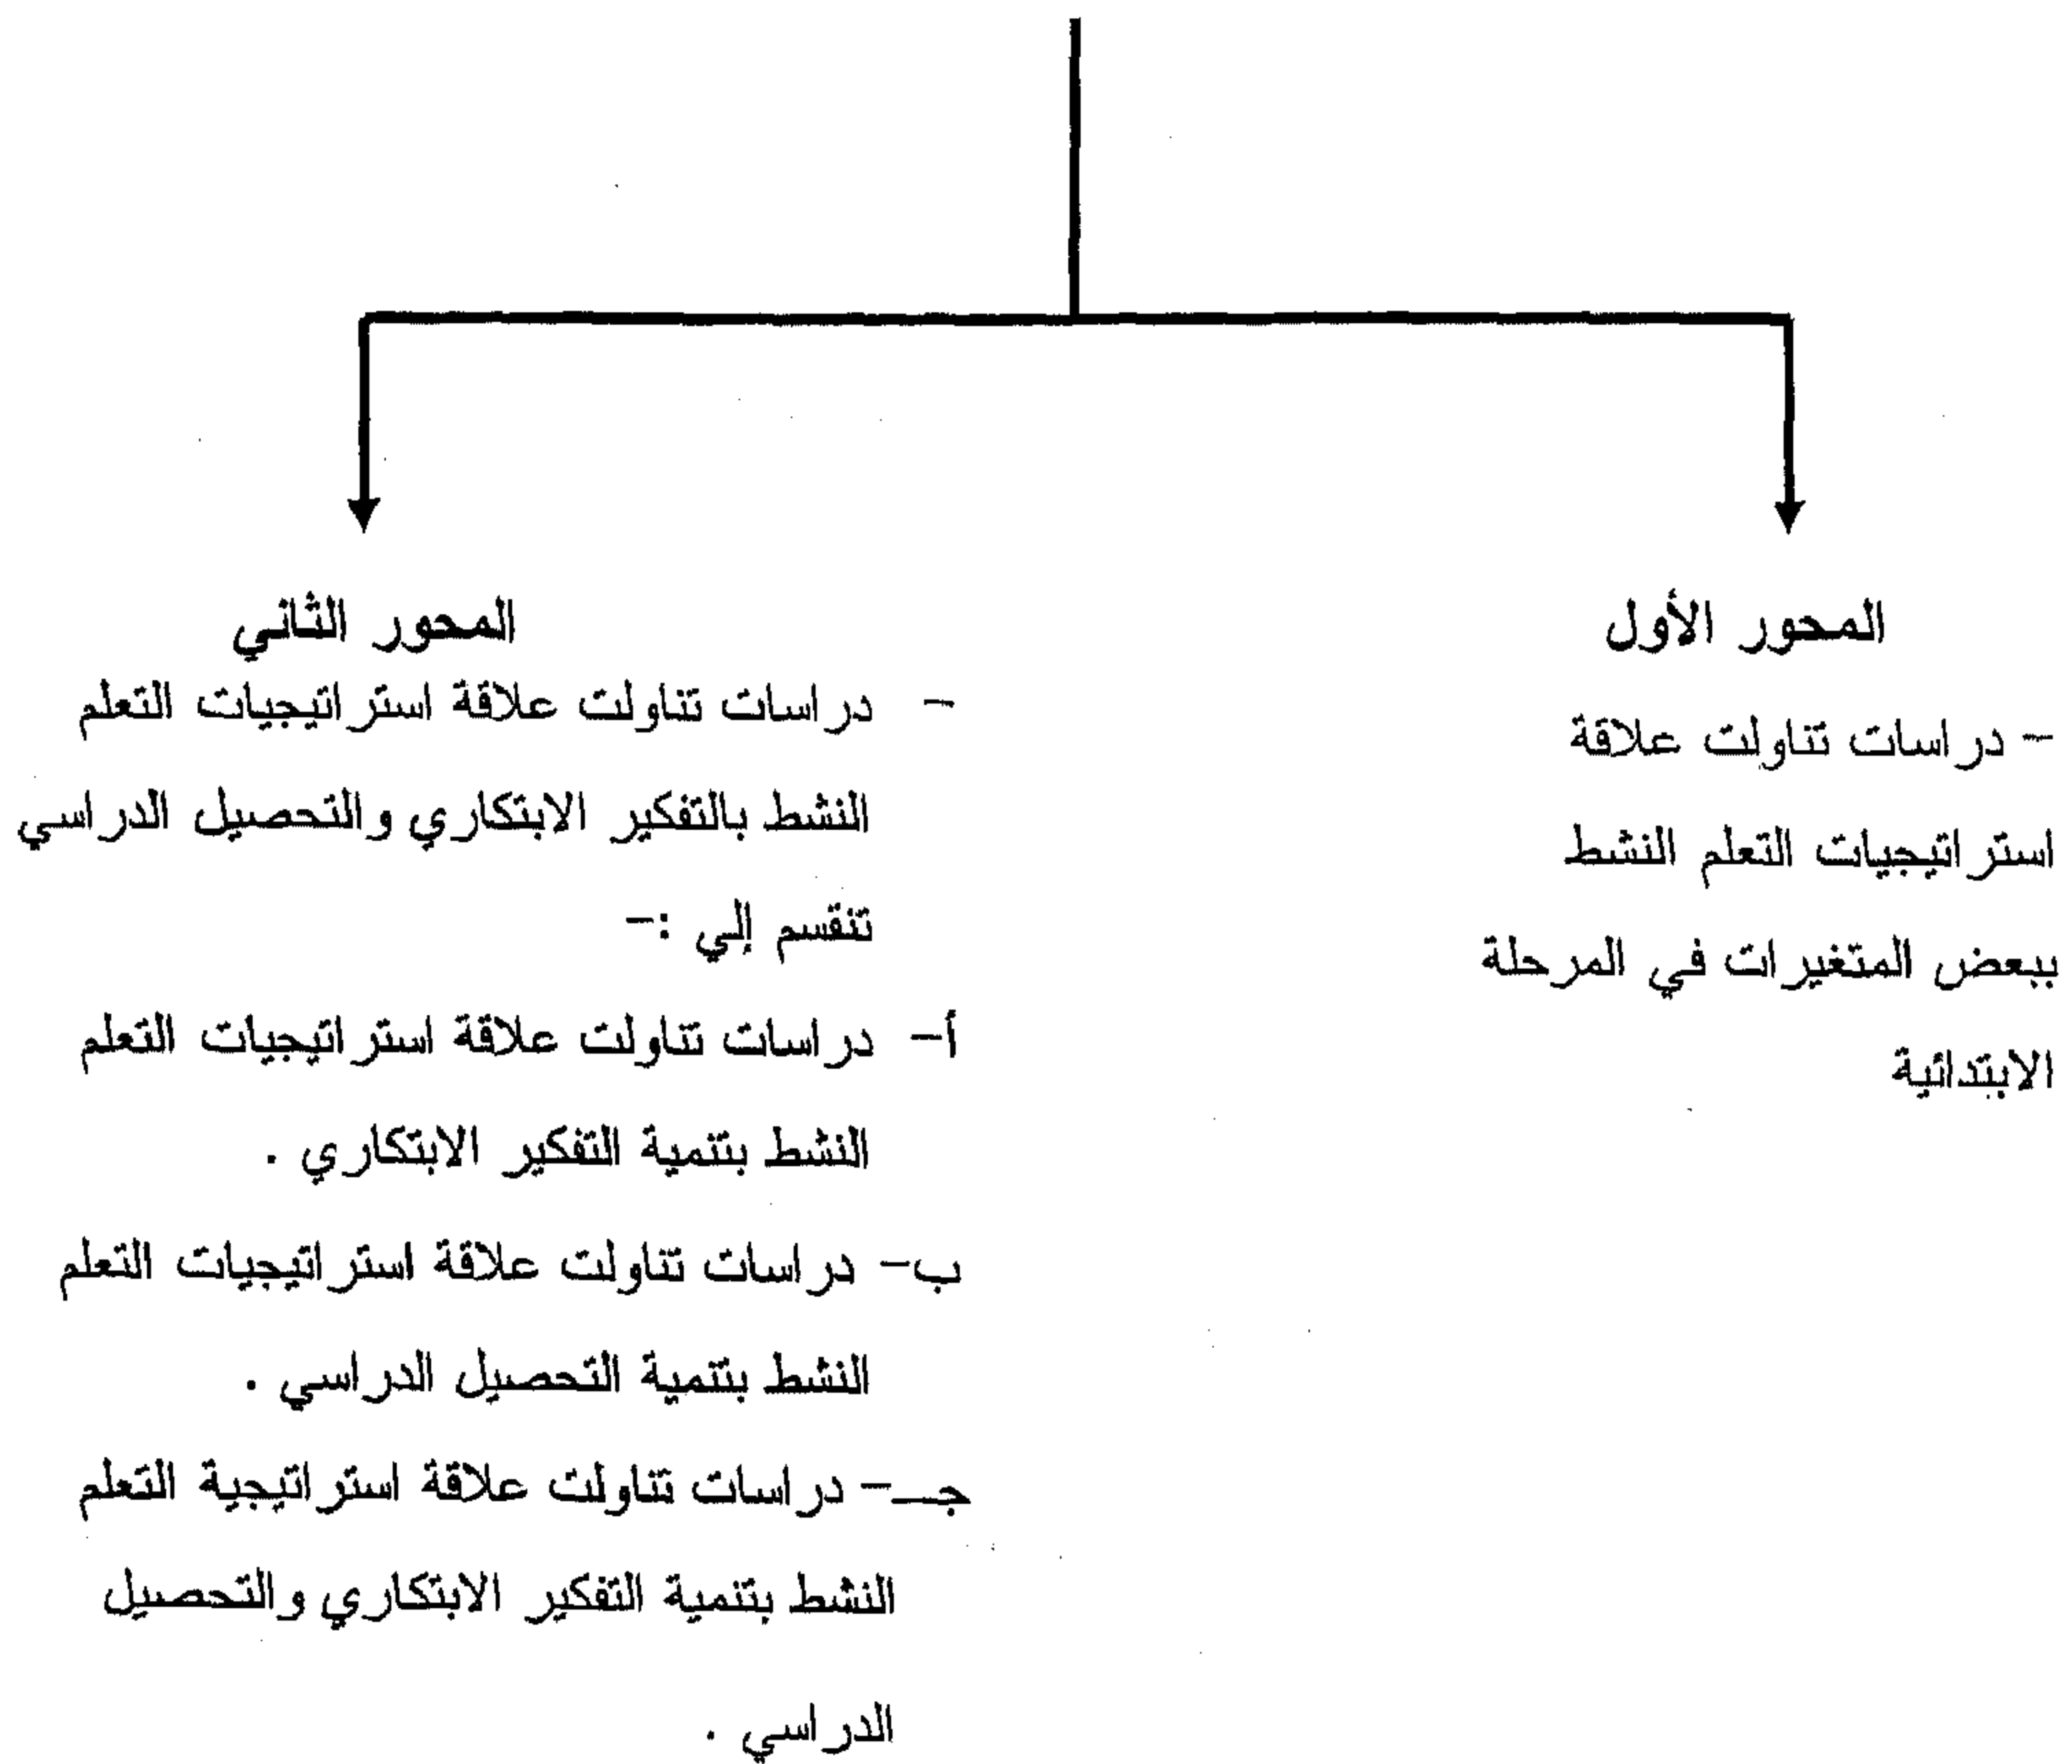 المحور الأول
- دراسات تناولت علاقة
استراتيجيات التعلم النشط
ببعض المتغيرات في المرحلة
الابتدائية
المحور الثاني
- دراسات تناولت علاقة استراتيجيات التعلم
النشط بالتفكير الابتكاري والتحصيل الدراسي
تنقسم إلي :-
أ- دراسات تناولت علاقة استراتيجيات التعلم
النشط بتنمية التفكير الابتكاري .
ب- دراسات تناولت علاقة استراتيجيات التعلم
النشط بتنمية التحصيل الدراسي .
جـ- دراسات تناولت علاقة استراتيجية التعلم
النشط بتنمية التفكير الابتكاري والتحصيل
الدراسي .